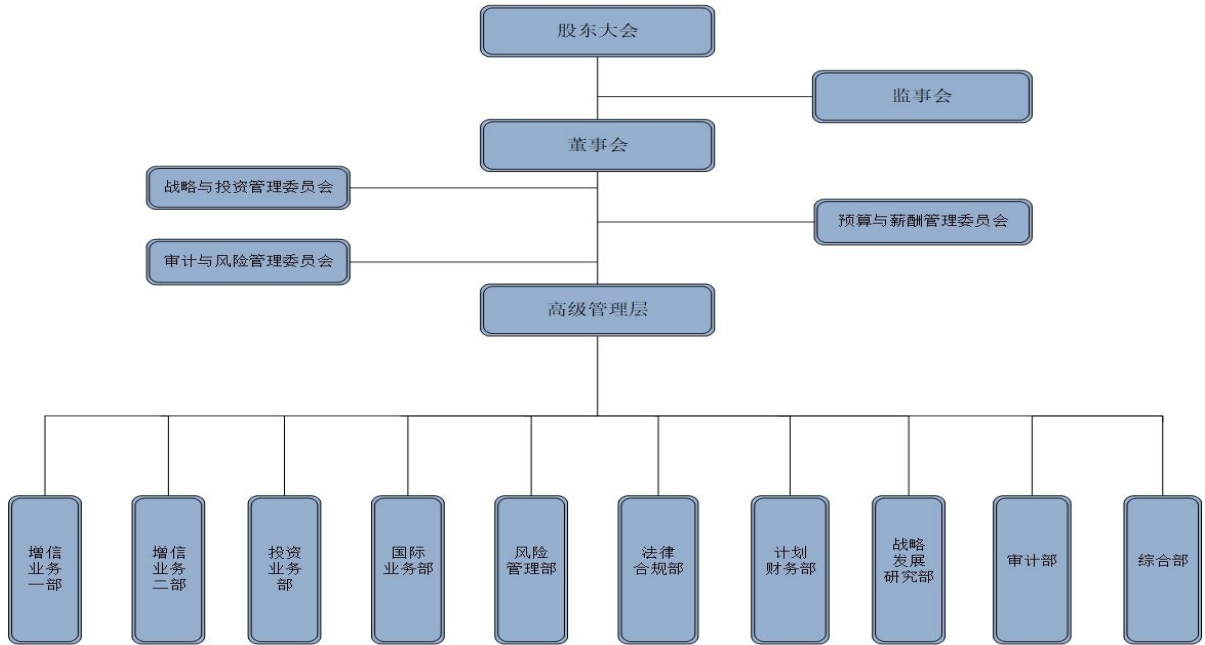 股东大会
监事会
董事会
战略与投资管理委员会
预算与薪酬管理委员会
审计与风险管理委员会
高级管理层
增信
业务
一部
增信
业务
二部
投资
业务
部
国际
业务部
风险
管理部
法律
合规部
计划
财务部
战略
发展
研究部
审计部
综合部